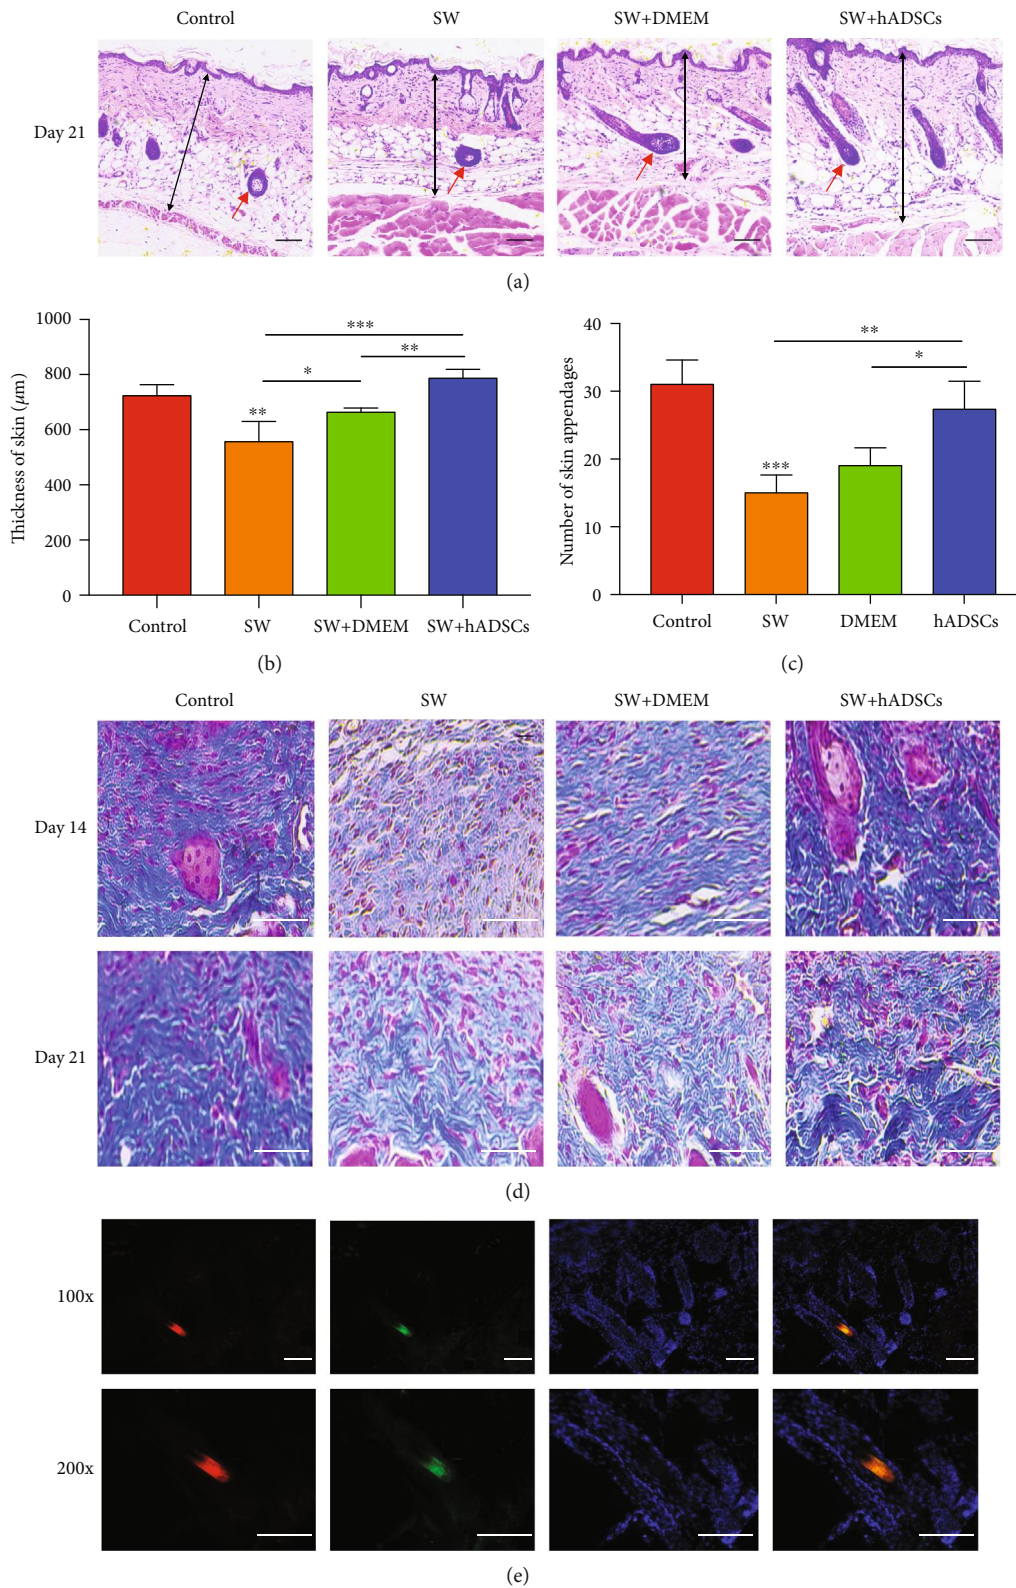 Control SW SW+DMEM SW+hADSCs
Day 21
(a)
Thickness of skin (μm)
1000
800
600
400
200
0
***
**
*
**
Control SW SW+DMEM SW+hADSCs
(b)
Number of skin appendages
40
30
20
10
0
**
*
***
Control SW DMEM hADSCs
(c)
Control SW SW+DMEM SW+hADSCs
Day 14
Day 21
(d)
100x
200x
(e)